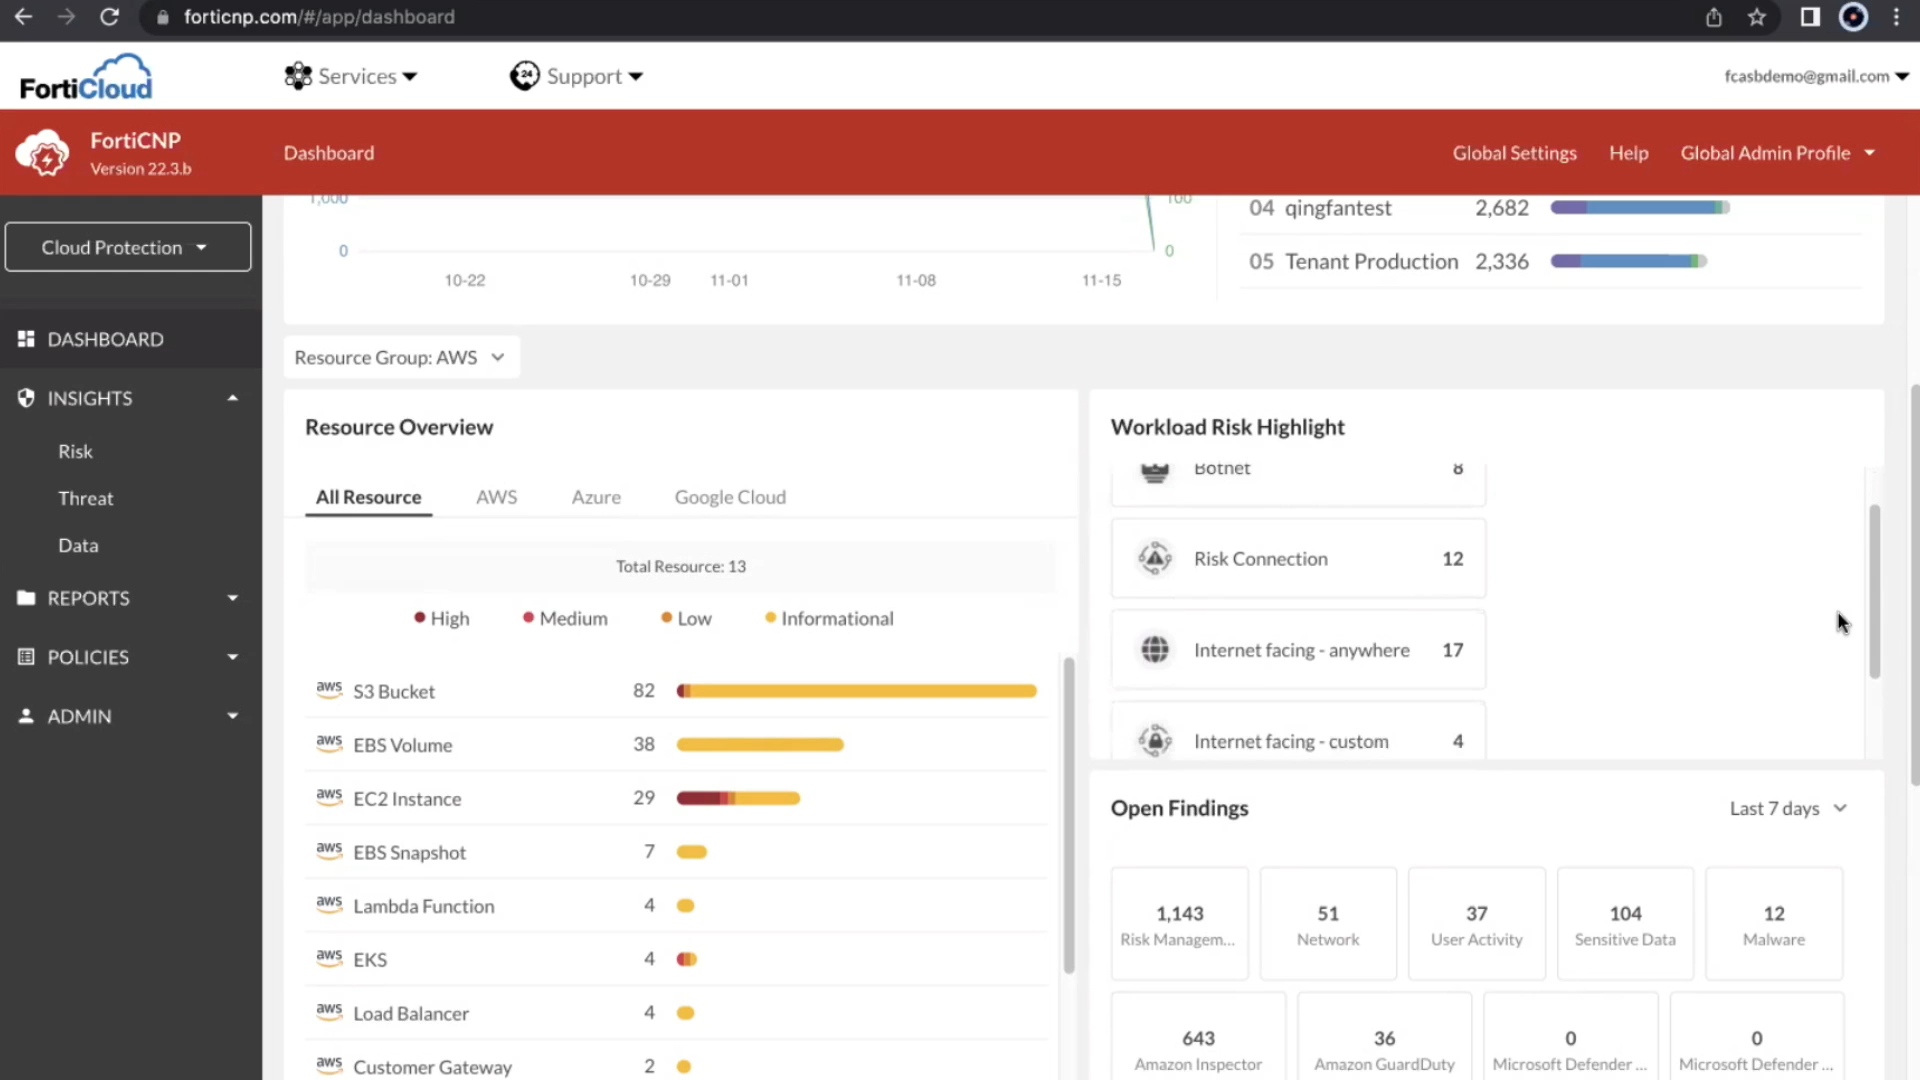 forticnp.com/#/app/dashboard
FortiCloud
Services
24
Support
fcasbdemo@gmail.com
FortiCNP
Version 22.3.b
Dashboard
Global Settings
Help
Global Admin Profile
Cloud Protection
DASHBOARD
INSIGHTS
Risk
Threat
Data
REPORTS
POLICIES
ADMIN
1,000
100
0
0
10-22
10-29
11-01
11-08
11-15
04 qingfantest 2,682
05 Tenant Production 2,336
Resource Group: AWS
Resource Overview
All Resource
AWS
Azure
Google Cloud
Total Resource: 13
High
Medium
Low
Informational
aws S3 Bucket 82
aws EBS Volume 38
aws EC2 Instance 29
aws EBS Snapshot 7
aws Lambda Function 4
aws EKS 4
aws Load Balancer 4
aws Customer Gateway 2
Workload Risk Highlight
Botnet 8
Risk Connection 12
Internet facing - anywhere 17
Internet facing - custom 4
Open Findings
Last 7 days
1,143
Risk Managem...
51
Network
37
User Activity
104
Sensitive Data
12
Malware
643
Amazon Inspector
36
Amazon GuardDuty
0
Microsoft Defender ...
0
Microsoft Defender ...